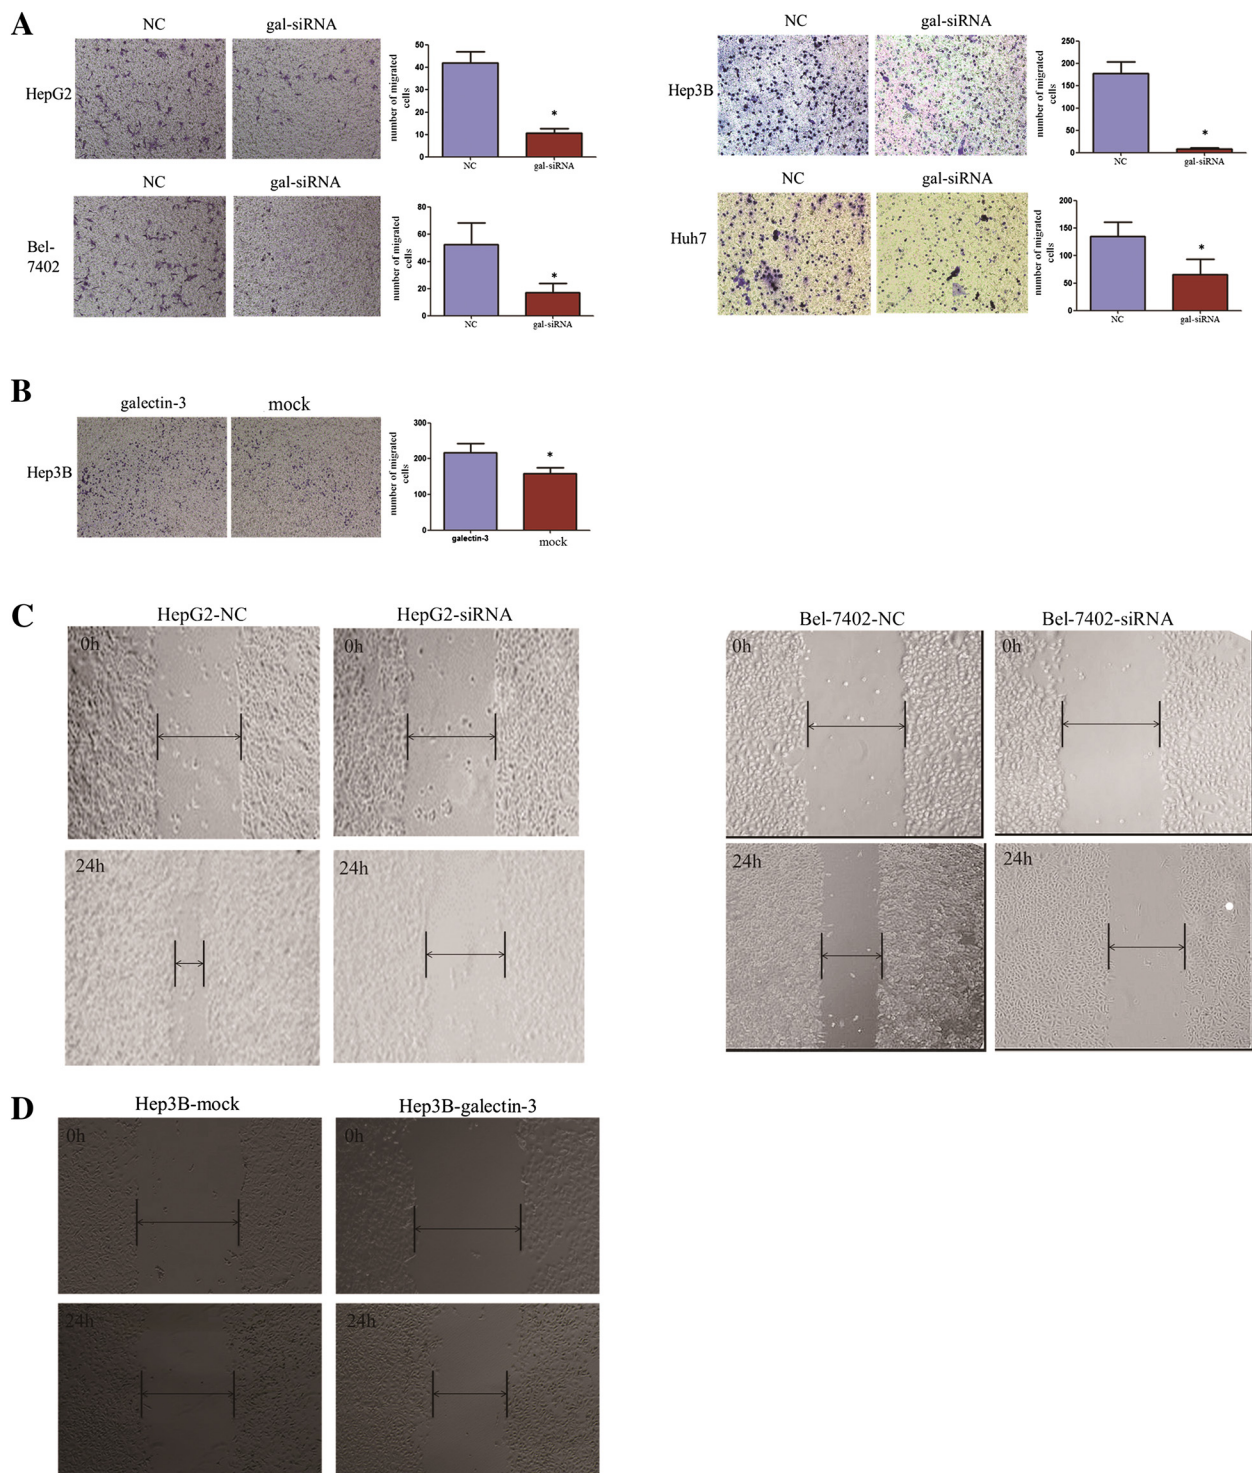 A
NC
gal-siRNA
HepG2
number of migrated
cells
50
40
30
20
10
0
*
NC
gal-siRNA
NC
gal-siRNA
Hep3B
number of migrated
cells
250
200
150
100
50
0
*
NC
gal-siRNA
NC
gal-siRNA
Bel-
7402
number of migrated
cells
80
60
40
20
0
*
NC
gal-siRNA
NC
gal-siRNA
Huh7
number of migrated
cells
200
150
100
50
0
*
NC
gal-siRNA
B
galectin-3
mock
Hep3B
number of migrated
cells
300
200
100
0
*
galectin-3
mock
C
HepG2-NC
HepG2-siRNA
0h
0h
24h
24h
Bel-7402-NC
Bel-7402-siRNA
0h
0h
24h
24h
D
Hep3B-mock
Hep3B-galectin-3
0h
0h
24h
24h